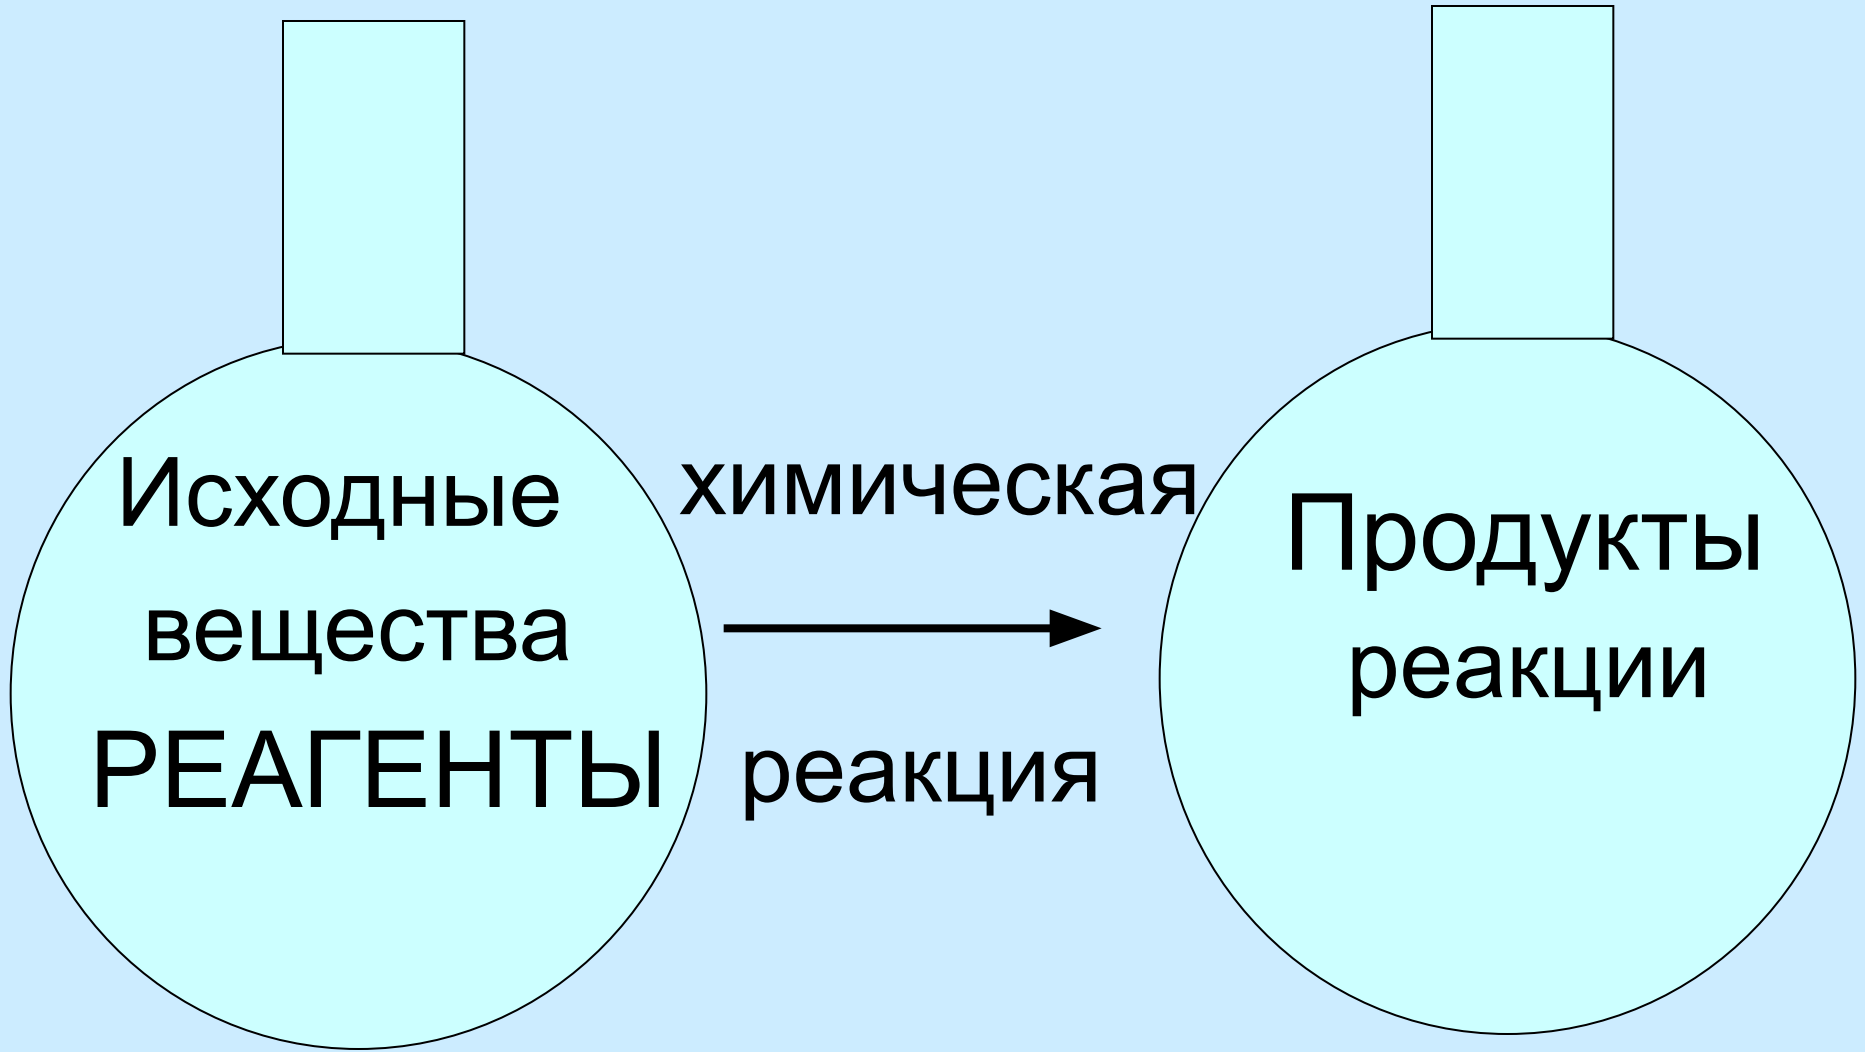 Исходные
вещества
РЕАГЕНТЫ
химическая
реакция
Продукты
реакции